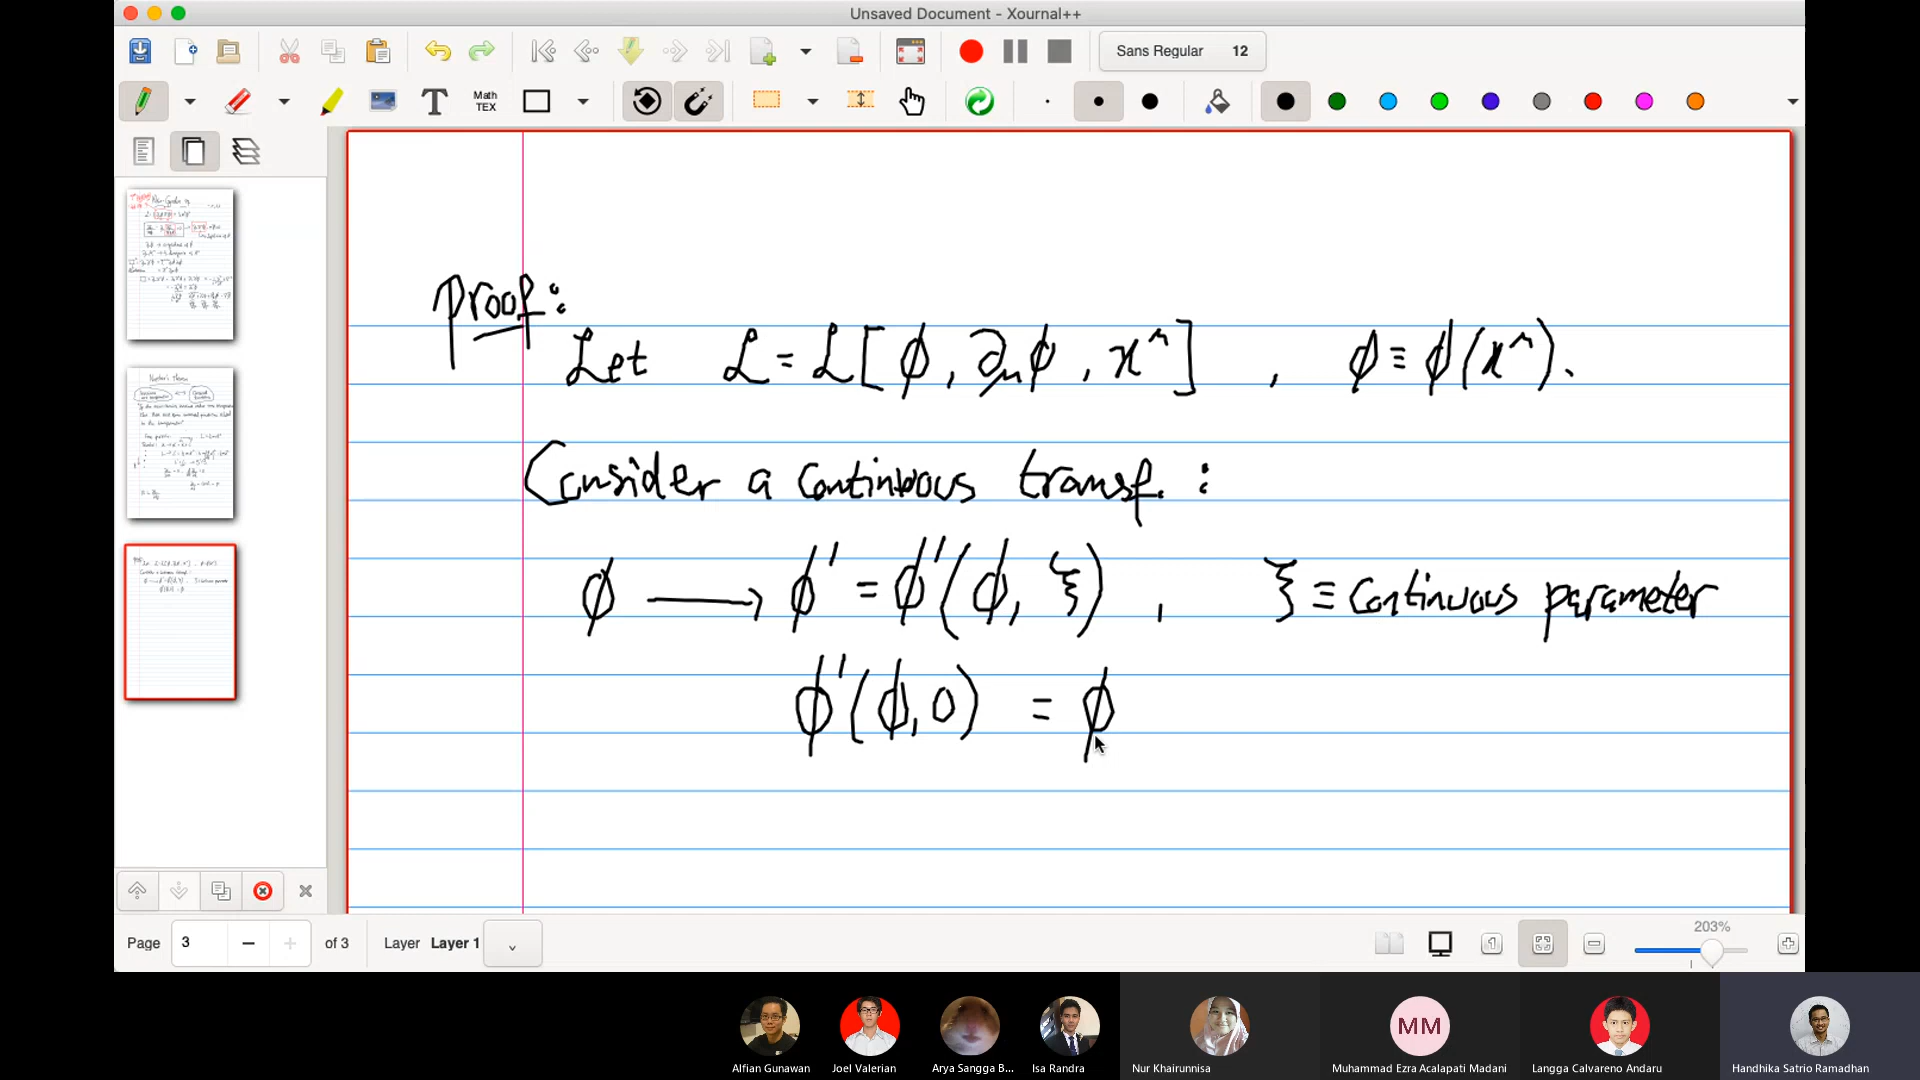 Unsaved Document - Xournal++
Sans Regular 12
Math
TEX
Proof:
Let ℒ = ℒ[ϕ, ∂μϕ, x^μ] , ϕ ≡ ϕ(x^μ).
Consider a continuous transf. :
ϕ ⟶ ϕ' = ϕ'(ϕ, ξ) , ξ ≡ continuous parameter
ϕ'(ϕ,0) = ϕ
Noether's Theorem
Page 3 of 3 Layer Layer 1
203%
Alfian Gunawan
Joel Valerian
Arya Sangga B...
Isa Randra
Nur Khairunnisa
MM
Muhammad Ezra Acalapati Madani
Langga Calvareno Andaru
Handhika Satrio Ramadhan